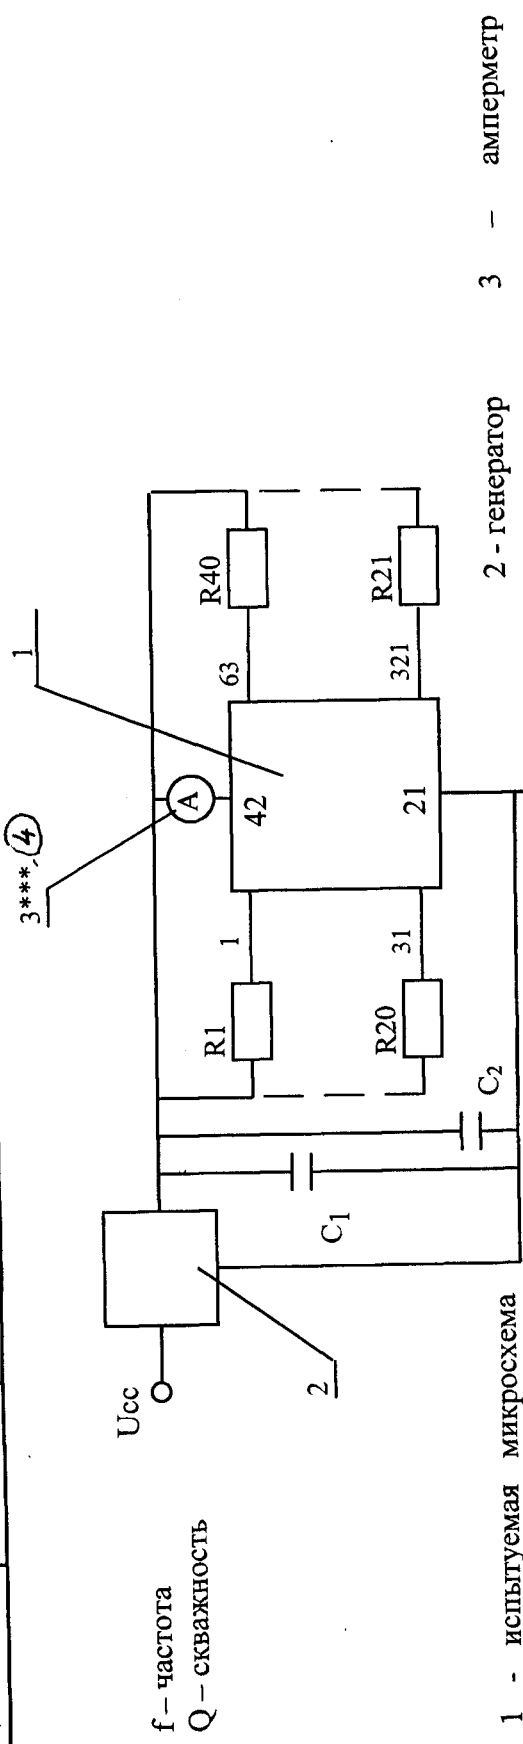 f – частота
Q – скважность
Ucc
2
C1
C2
R1
1
R20
31
3***, 4
A
42
21
1
63
R40
321
R21
1 - испытуемая микросхема
2 - генератор
3 – амперметр